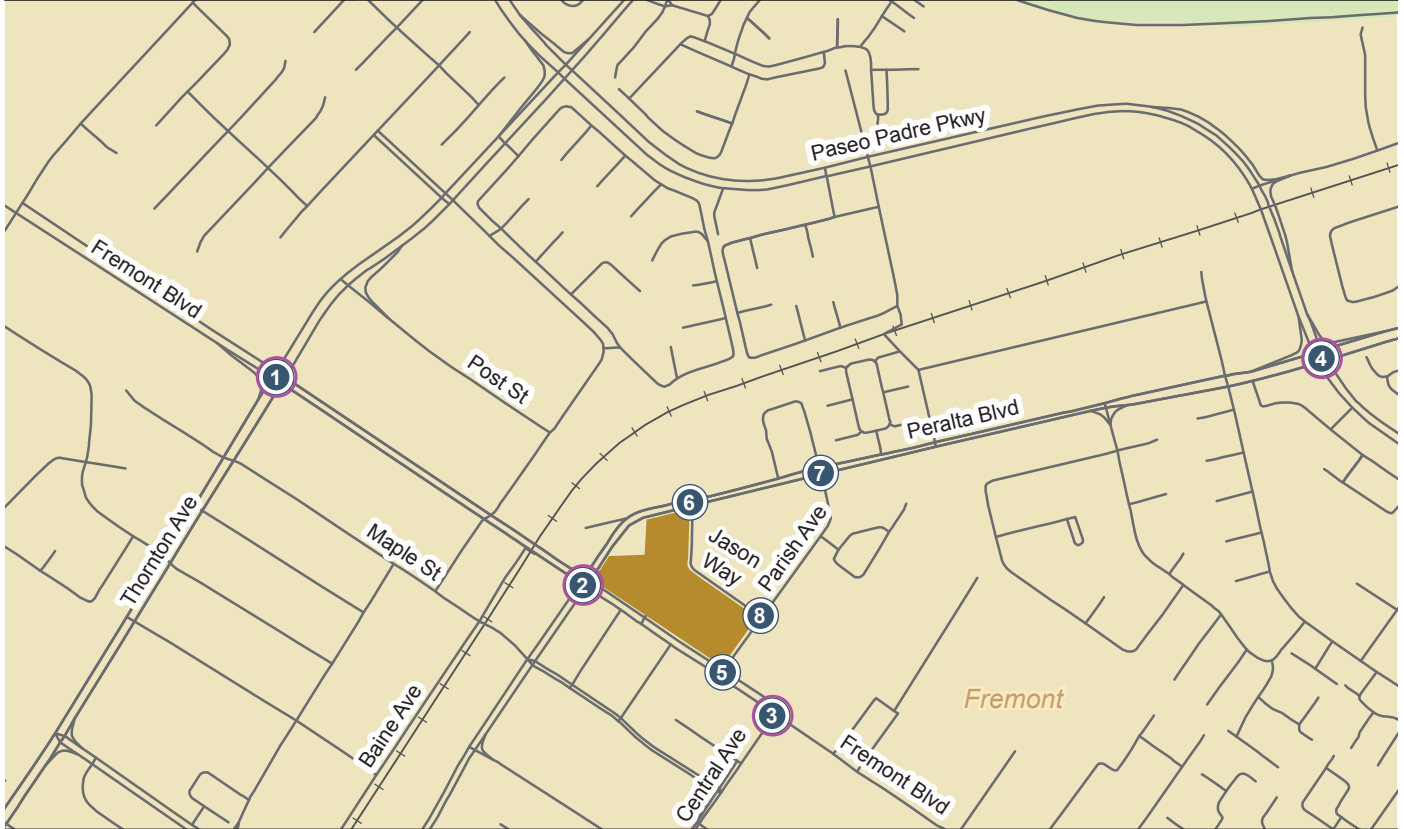 Paseo Padre Pkwy
Fremont Blvd
4
1
Post St
Peralta Blvd
7
6
Thornton Ave
Maple St
Jason
Way
Parish Ave
2
8
5
Baine Ave
Fremont
3
Central Ave
Fremont Blvd